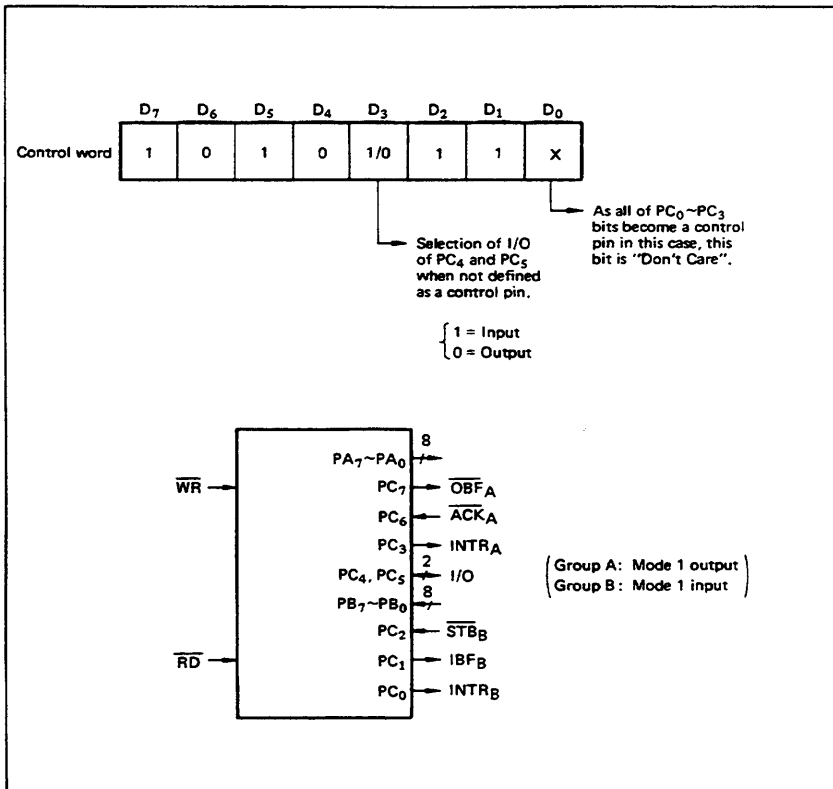 D7 D6 D5 D4 D3 D2 D1 D0
Control word 1 0 1 0 1/0 1 1 X
As all of PC0~PC3
bits become a control
pin in this case, this
bit is "Don't Care".
Selection of I/O
of PC4 and PC5
when not defined
as a control pin.
1 = Input
0 = Output
8
PA7~PA0
WR
PC7 OBFA
PC6 ACKA
PC3 INTRA
2
PC4, PC5 I/O
8
PB7~PB0
PC2 STBB
RD
PC1 IBFB
PC0 INTRB
(Group A: Mode 1 output
Group B: Mode 1 input)